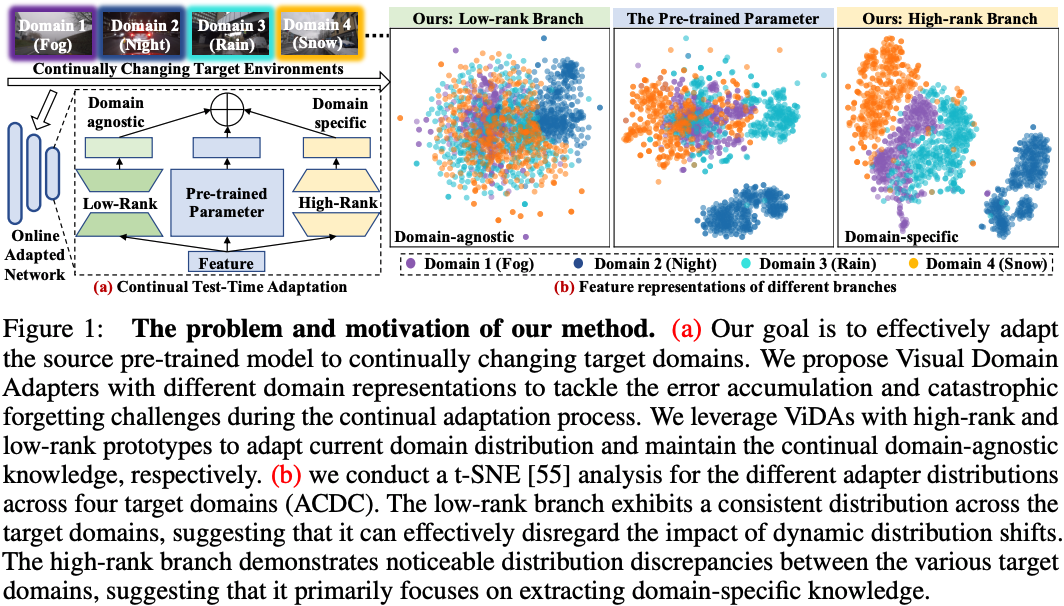 Domain 1
(Fog)
Domain 2
(Night)
Domain 3
(Rain)
Domain 4
(Snow)
Continually Changing Target Environments
Domain
agnostic
Domain
specific
Low-Rank
Pre-trained
Parameter
High-Rank
Feature
Online
Adapted
Network
(a) Continual Test-Time Adaptation
Ours: Low-rank Branch
The Pre-trained Parameter
Ours: High-rank Branch
Domain-agnostic
Domain-specific
Domain 1 (Fog) Domain 2 (Night) Domain 3 (Rain) Domain 4 (Snow)
(b) Feature representations of different branches
Figure 1: The problem and motivation of our method. (a) Our goal is to effectively adapt
the source pre-trained model to continually changing target domains. We propose Visual Domain
Adapters with different domain representations to tackle the error accumulation and catastrophic
forgetting challenges during the continual adaptation process. We leverage ViDAs with high-rank and
low-rank prototypes to adapt current domain distribution and maintain the continual domain-agnostic
knowledge, respectively. (b) we conduct a t-SNE [55] analysis for the different adapter distributions
across four target domains (ACDC). The low-rank branch exhibits a consistent distribution across the
target domains, suggesting that it can effectively disregard the impact of dynamic distribution shifts.
The high-rank branch demonstrates noticeable distribution discrepancies between the various target
domains, suggesting that it primarily focuses on extracting domain-specific knowledge.